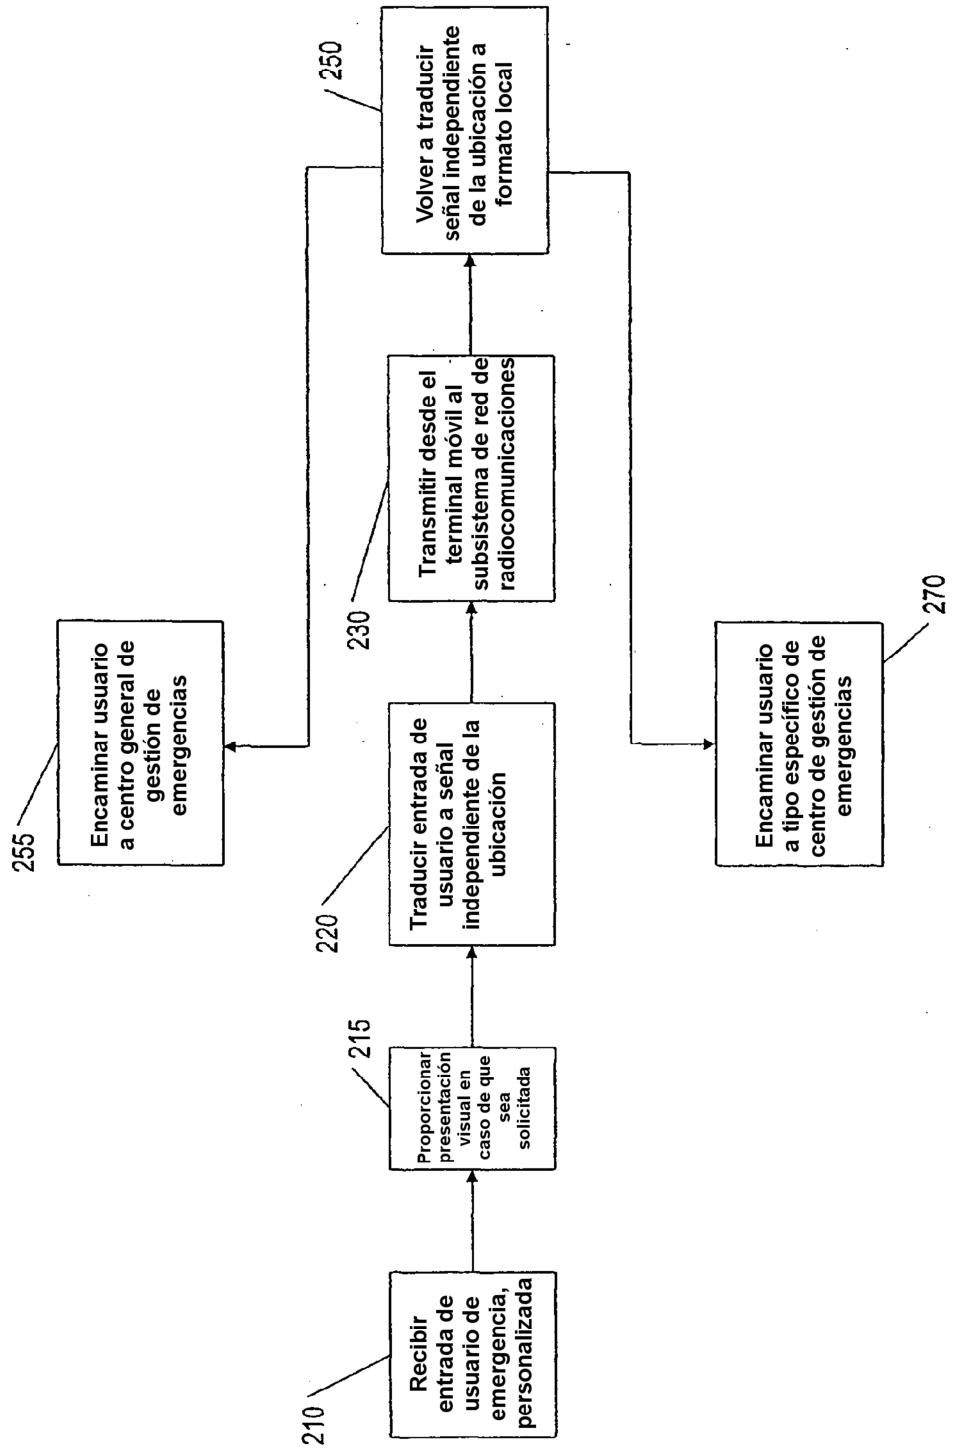 210
Recibir
entrada de
usuario de
emergencia,
personalizada
215
Proporcionar
presentación
visual en
caso de que
sea
solicitada
220
Traducir entrada de
usuario a señal
independiente de la
ubicación
230
Transmitir desde el
terminal móvil al
subsistema de red de
radiocomunicaciones
250
Volver a traducir
señal independiente
de la ubicación a
formato local
255
Encaminar usuario
a centro general de
gestión de
emergencias
270
Encaminar usuario
a tipo específico de
centro de gestión de
emergencias